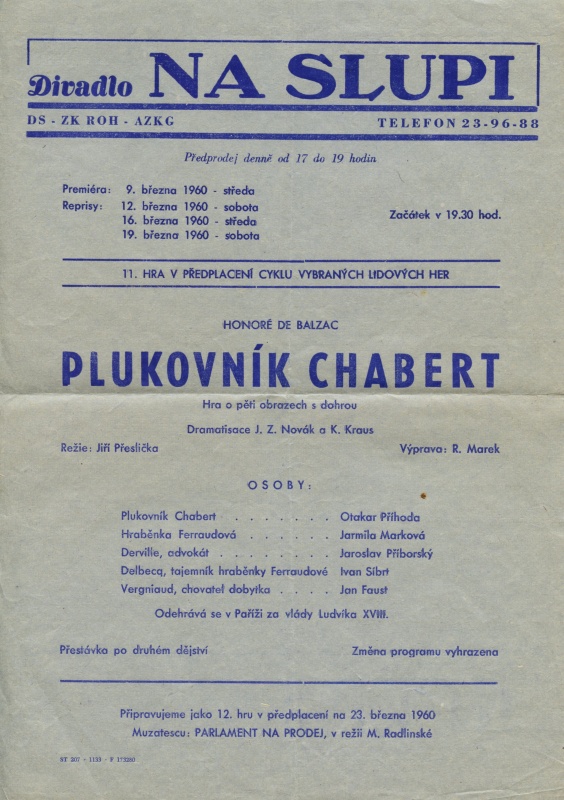 Divadlo NA SLUPI
DS - ZK ROH - AZKG TELEFON 23-96-88
Předprodej denně od 17 do 19 hodin
Premiéra: 9. března 1960 - středa
Reprisy: 12. března 1960 - sobota
16. března 1960 - středa
19. března 1960 - sobota
Začátek v 19.30 hod.
11. HRA V PŘEDPLACENÍ CYKLU VYBRANÝCH LIDOVÝCH HER
HONORÉ DE BALZAC
PLUKOVNÍK CHABERT
Hra o pěti obrazech s dohrou
Dramatisace J. Z. Novák a K. Kraus
Režie: Jiří Přeslička Výprava: R. Marek
OSOBY:
Plukovník Chabert . . . . . . . Otakar Příhoda
Hraběnka Ferraudová . . . . . . Jarmila Marková
Derville, advokát . . . . . . . . Jaroslav Příborský
Delbecq, tajemník hraběnky Ferraudové Ivan Sibrt
Vergniaud, chovatel dobytka . . . . Jan Faust
Odehrává se v Paříži za vlády Ludvíka XVIII.
Přestávka po druhém dějství Změna programu vyhrazena
Připravujeme jako 12. hru v předplacení na 23. března 1960
Muzatescu: PARLAMENT NA PRODEJ, v režii M. Radlinské
ST 207 - 1133 - F 173260